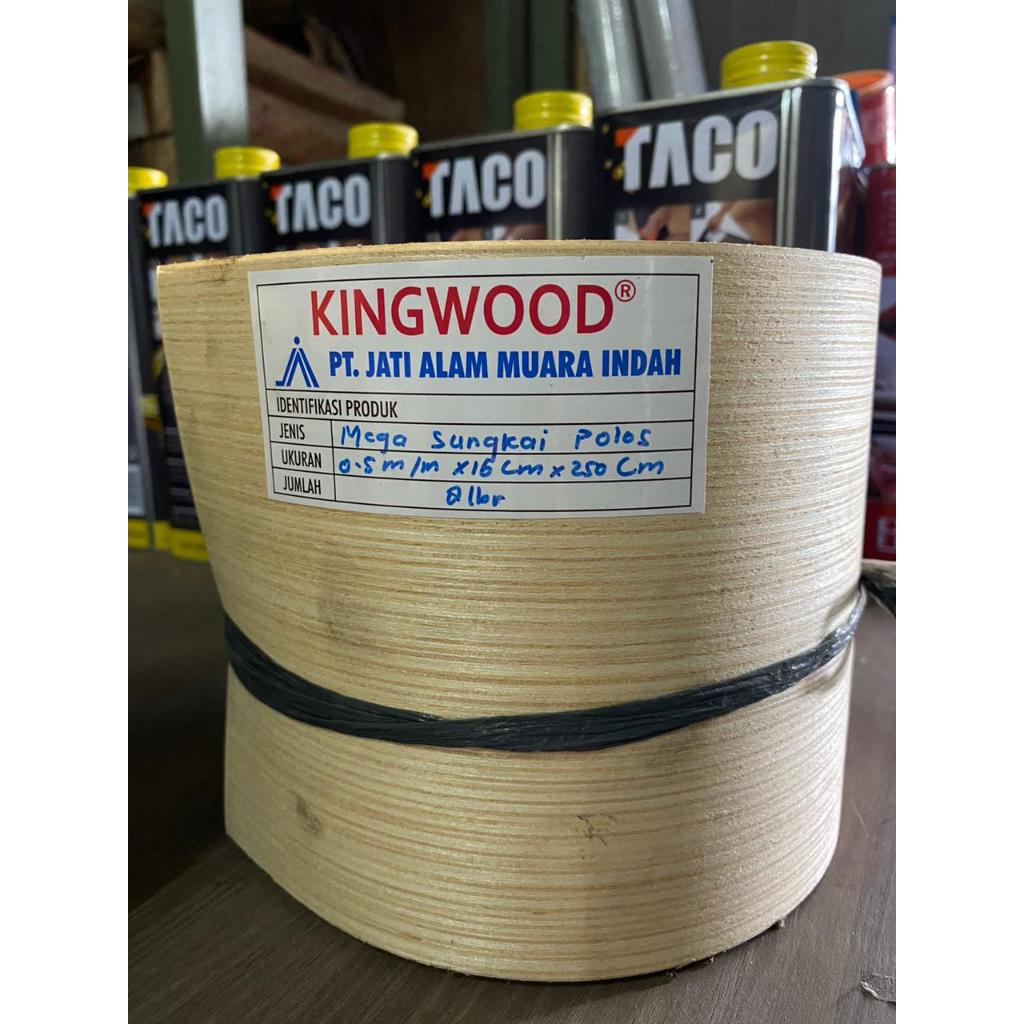 TACO
TACO
TACO
TACO
KINGWOOD®
PT. JATI ALAM MUARA INDAH
IDENTIFIKASI PRODUK
JENIS Mega Sungkai Polos
UKURAN 0.5 m/m x 16 Cm x 250 Cm
JUMLAH 8 lbr